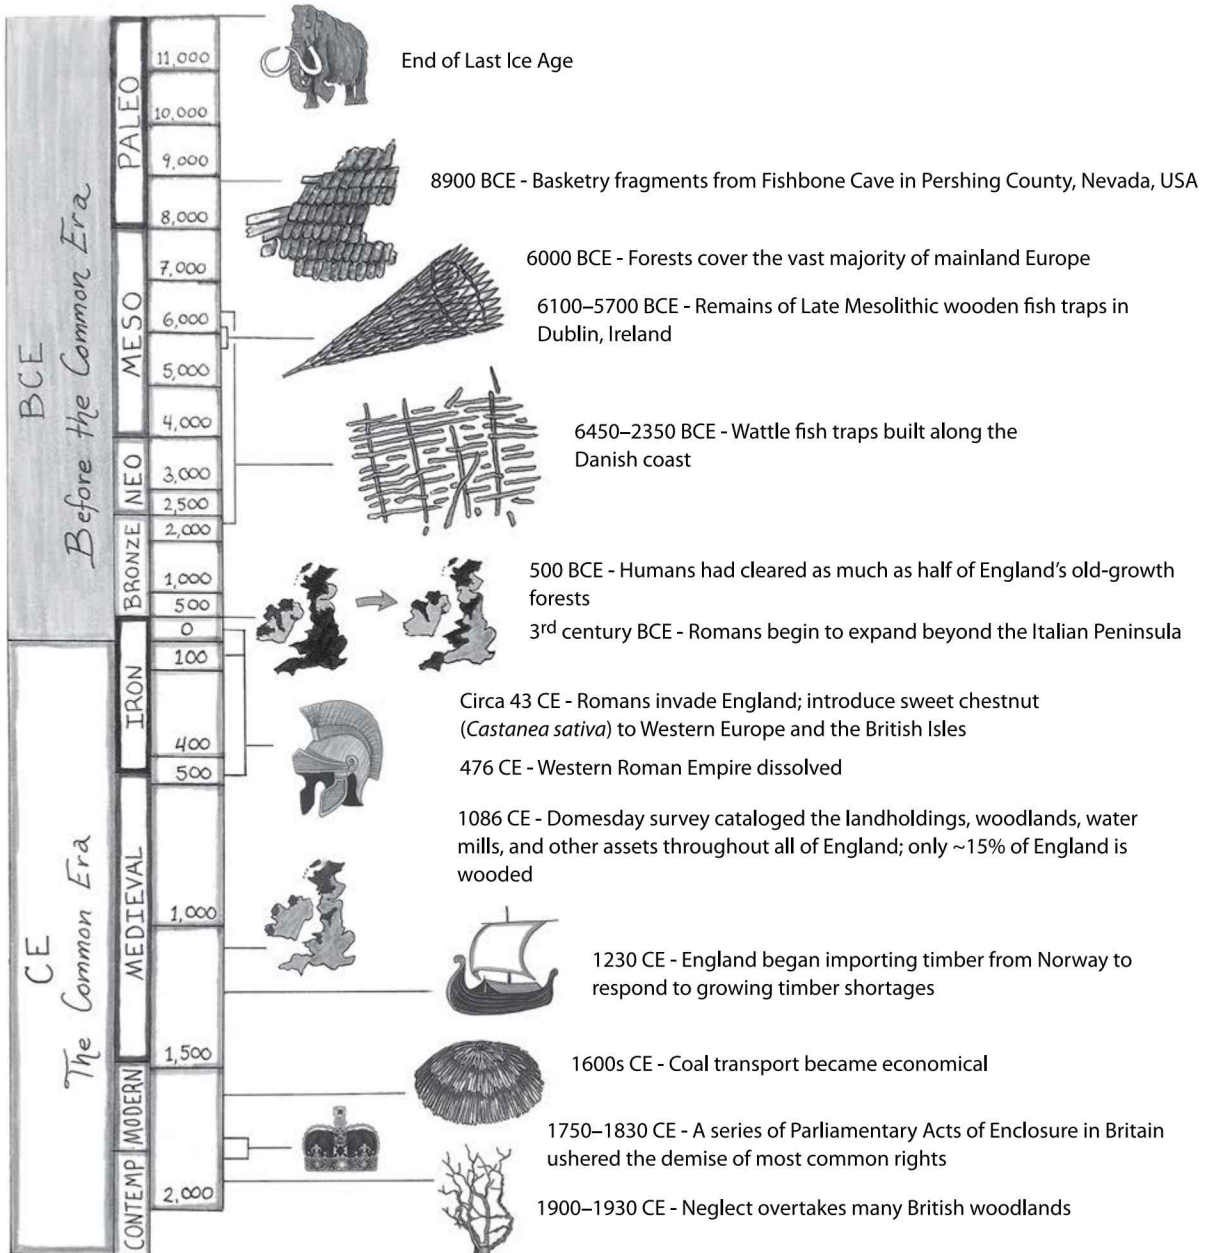 BCE
Before the Common Era
CE
The Common Era
PALEO
MESO
NEO
BRONZE
IRON
MEDIEVAL
MODERN
CONTEMP
11,000
10,000
9,000
8,000
7,000
6,000
5,000
4,000
3,000
2,500
2,000
1,000
500
0
100
400
500
1,000
1,500
2,000
End of Last Ice Age
8900 BCE - Basketry fragments from Fishbone Cave in Pershing County, Nevada, USA
6000 BCE - Forests cover the vast majority of mainland Europe
6100–5700 BCE - Remains of Late Mesolithic wooden fish traps in
Dublin, Ireland
6450–2350 BCE - Wattle fish traps built along the
Danish coast
500 BCE - Humans had cleared as much as half of England's old-growth
forests
3rd century BCE - Romans begin to expand beyond the Italian Peninsula
Circa 43 CE - Romans invade England; introduce sweet chestnut
(Castanea sativa) to Western Europe and the British Isles
476 CE - Western Roman Empire dissolved
1086 CE - Domesday survey cataloged the landholdings, woodlands, water
mills, and other assets throughout all of England; only ~15% of England is
wooded
1230 CE - England began importing timber from Norway to
respond to growing timber shortages
1600s CE - Coal transport became economical
1750–1830 CE - A series of Parliamentary Acts of Enclosure in Britain
ushered the demise of most common rights
1900–1930 CE - Neglect overtakes many British woodlands